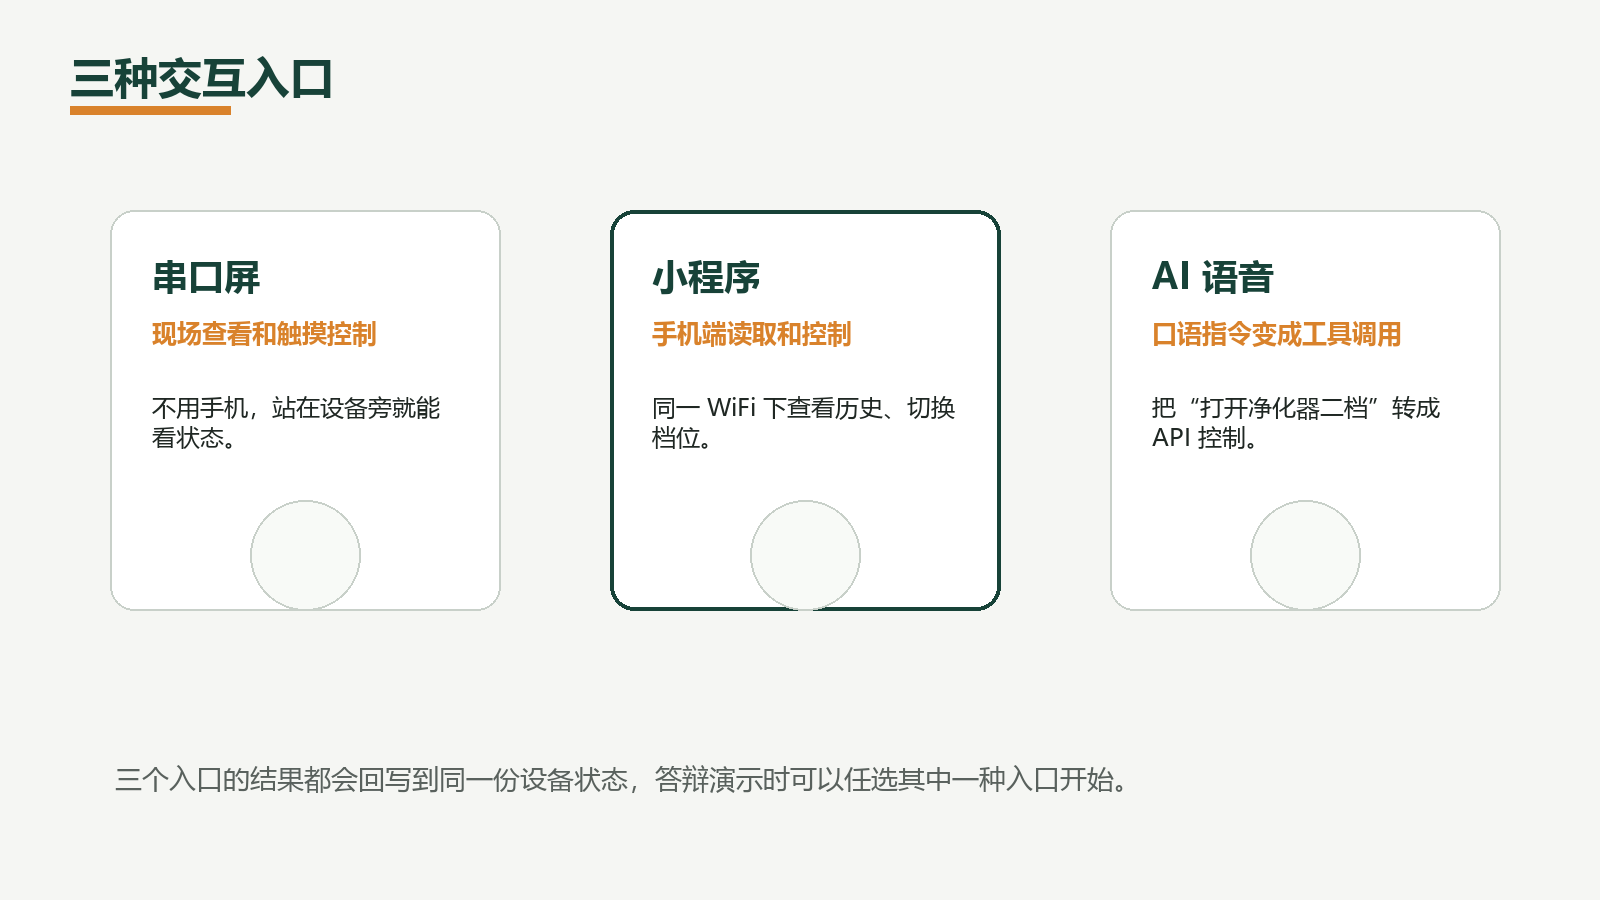 三种交互入口
串口屏
现场查看和触摸控制
不用手机，站在设备旁就能
看状态。
小程序
手机端读取和控制
同一 WiFi 下查看历史、切换
档位。
AI 语音
口语指令变成工具调用
把“打开净化器二档”转成
API 控制。
三个入口的结果都会回写到同一份设备状态，答辩演示时可以任选其中一种入口开始。